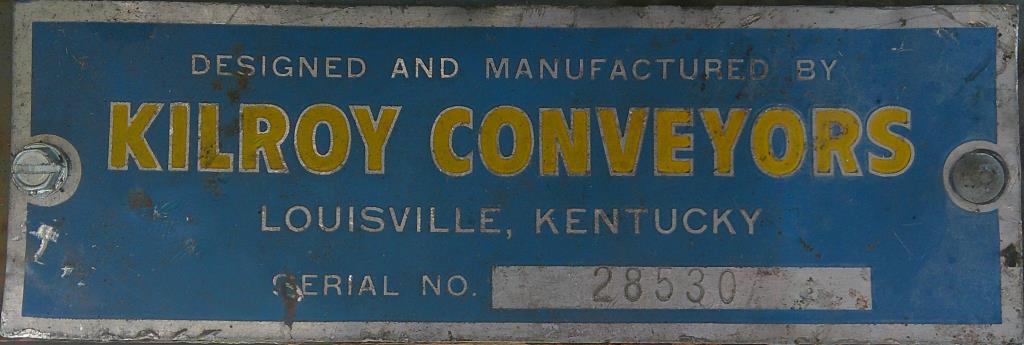 DESIGNED AND MANUFACTURED BY
KILROY CONVEYORS
LOUISVILLE, KENTUCKY
SERIAL NO. 28530